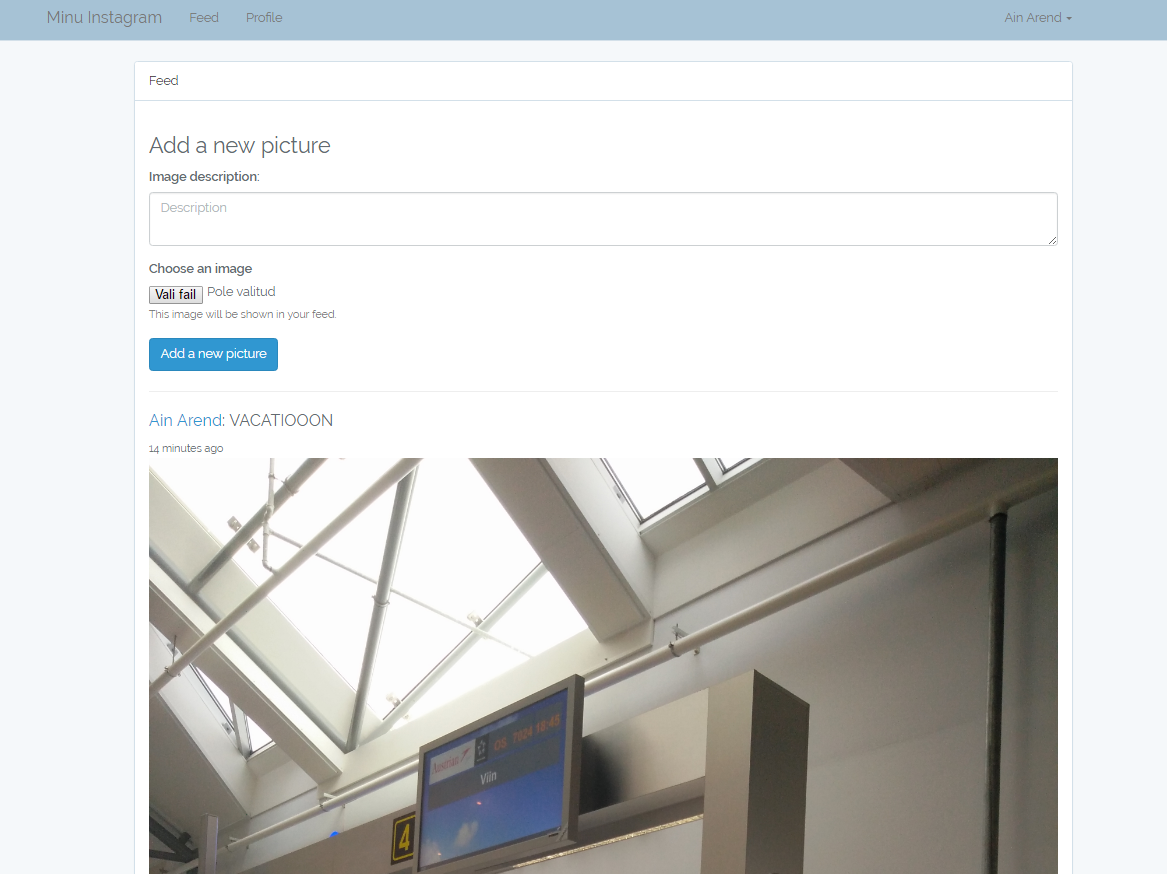 Minu Instagram Feed Profile Ain Arend
Feed
Add a new picture
Image description:
Description
Choose an image
Vali fail Pole valitud
This image will be shown in your feed.
Add a new picture
Ain Arend: VACATIOOON
14 minutes ago
Austrian OS 7024 18:45
Viin
4